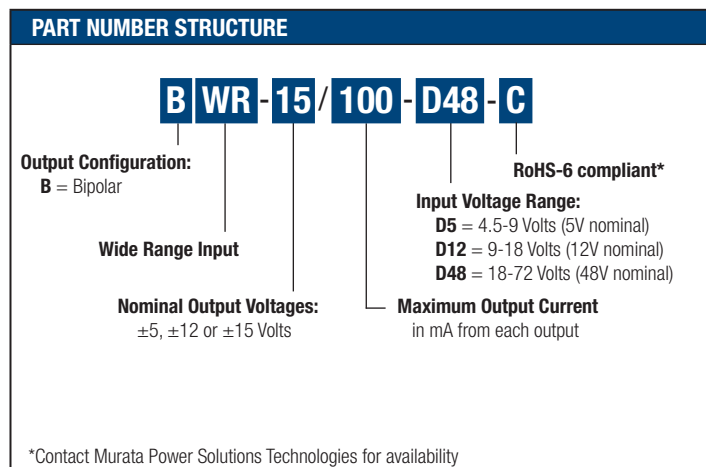 PART NUMBER STRUCTURE
B WR - 15 / 100 - D48 - C
Output Configuration:
B = Bipolar
RoHS-6 compliant*
Input Voltage Range:
D5 = 4.5-9 Volts (5V nominal)
D12 = 9-18 Volts (12V nominal)
D48 = 18-72 Volts (48V nominal)
Wide Range Input
Nominal Output Voltages:
±5, ±12 or ±15 Volts
Maximum Output Current
in mA from each output
*Contact Murata Power Solutions Technologies for availability